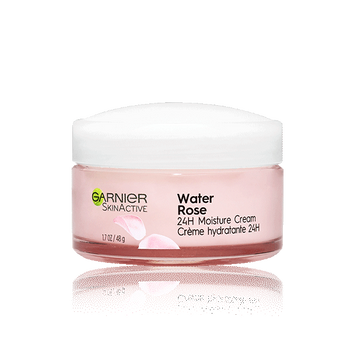 GARNIER
SKINACTIVE
1.7 OZ / 48 g
Water
Rose
24H Moisture Cream
Crème hydratante 24H